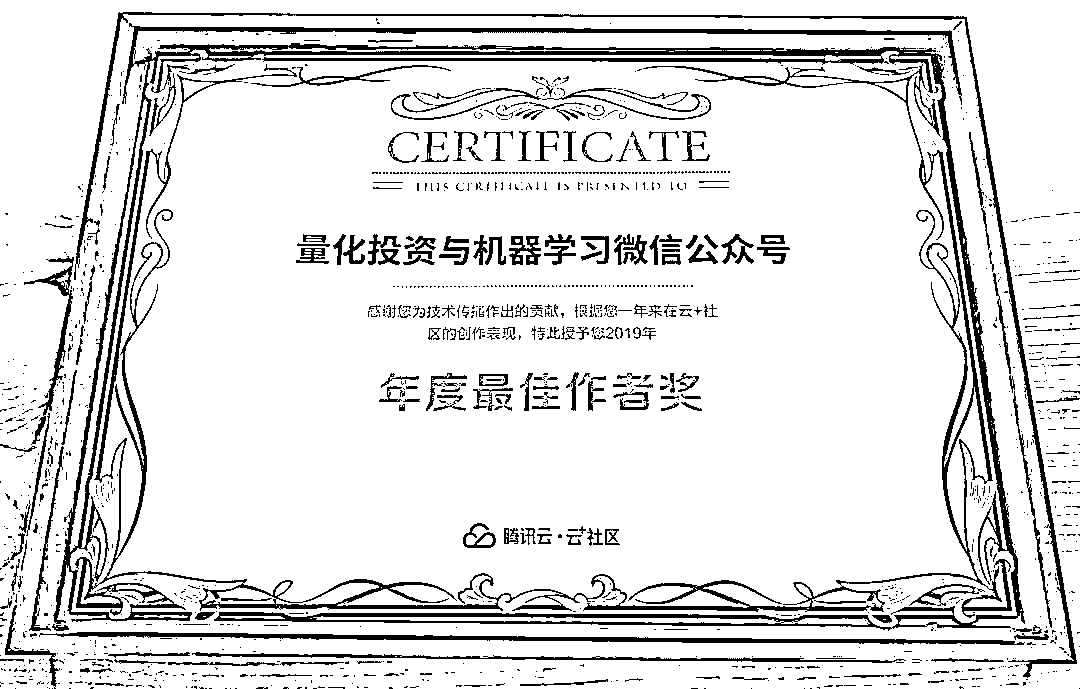 CERTIFICATE
THIS CERTIFICATE IS PRESENTED TO
量化投资与机器学习微信公众号
感谢您为技术传播作出的贡献，根据您一年来在云+社
区的创作表现，特此授予您2019年
年度最佳作者奖
腾讯云·云+社区